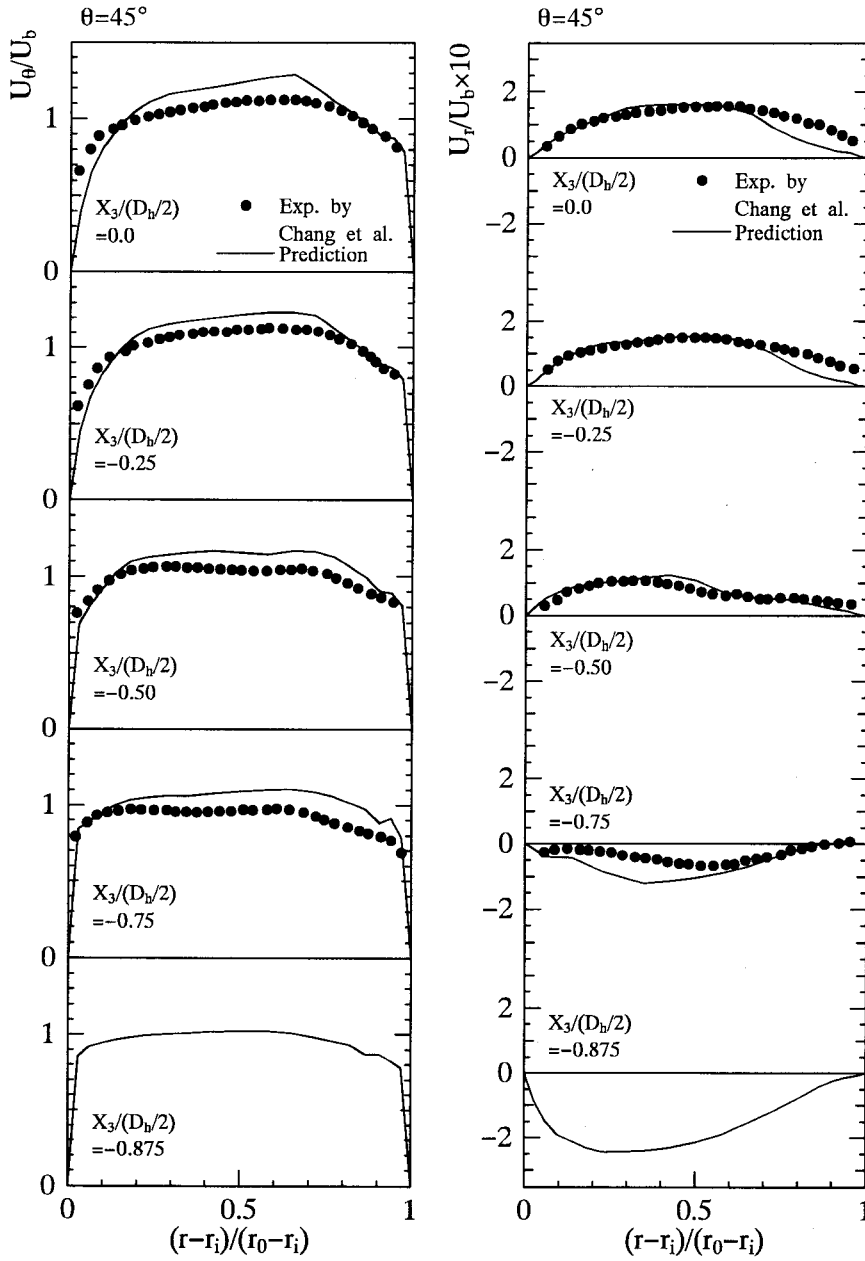 θ=45°
U_θ/U_b
1
X_3/(D_h/2)
=0.0
● Exp. by
Chang et al.
Prediction
0
1
X_3/(D_h/2)
=−0.25
0
1
X_3/(D_h/2)
=−0.50
0
1
X_3/(D_h/2)
=−0.75
0
1
X_3/(D_h/2)
=−0.875
0
0 0.5 1
(r−r_i)/(r_0−r_i)
θ=45°
U_r/U_b×10
2
0
X_3/(D_h/2)
=0.0
● Exp. by
Chang et al.
Prediction
−2
2
0
X_3/(D_h/2)
=−0.25
−2
2
0
X_3/(D_h/2)
=−0.50
−2
2
X_3/(D_h/2)
=−0.75
0
−2
2
X_3/(D_h/2)
=−0.875
0
−2
0 0.5 1
(r−r_i)/(r_0−r_i)